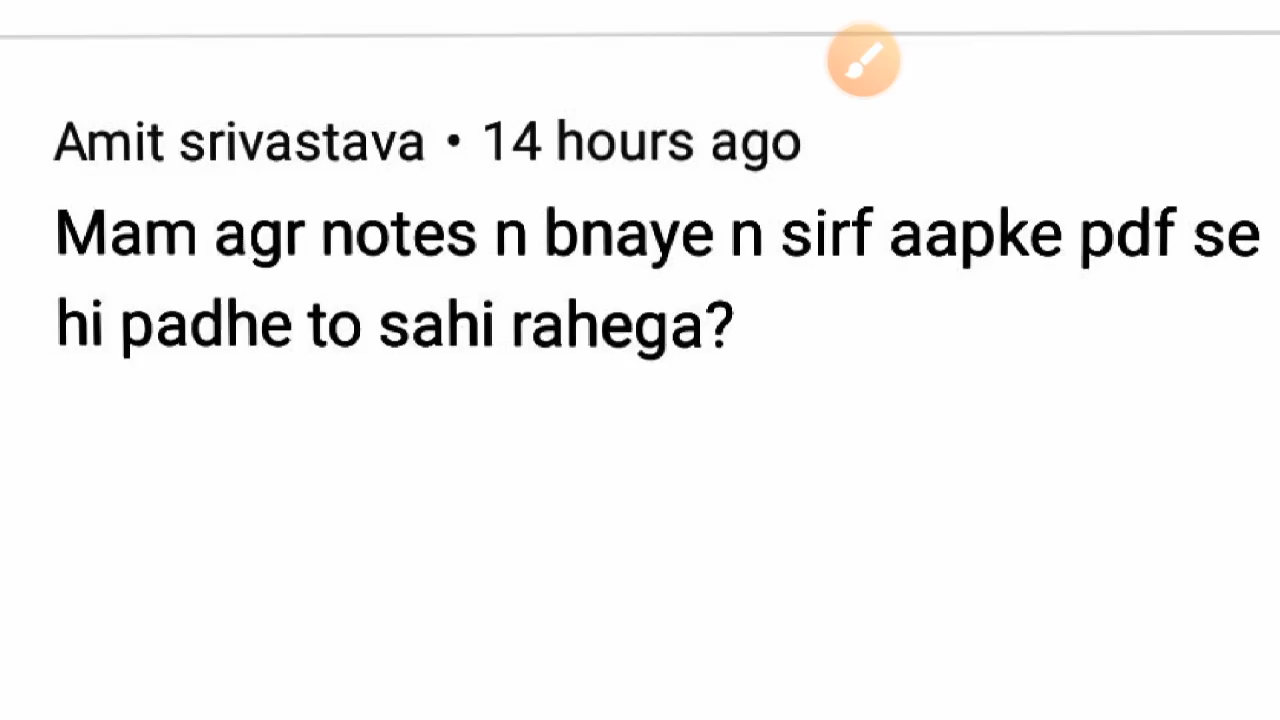 Amit srivastava • 14 hours ago
Mam agr notes n bnaye n sirf aapke pdf se
hi padhe to sahi rahega?